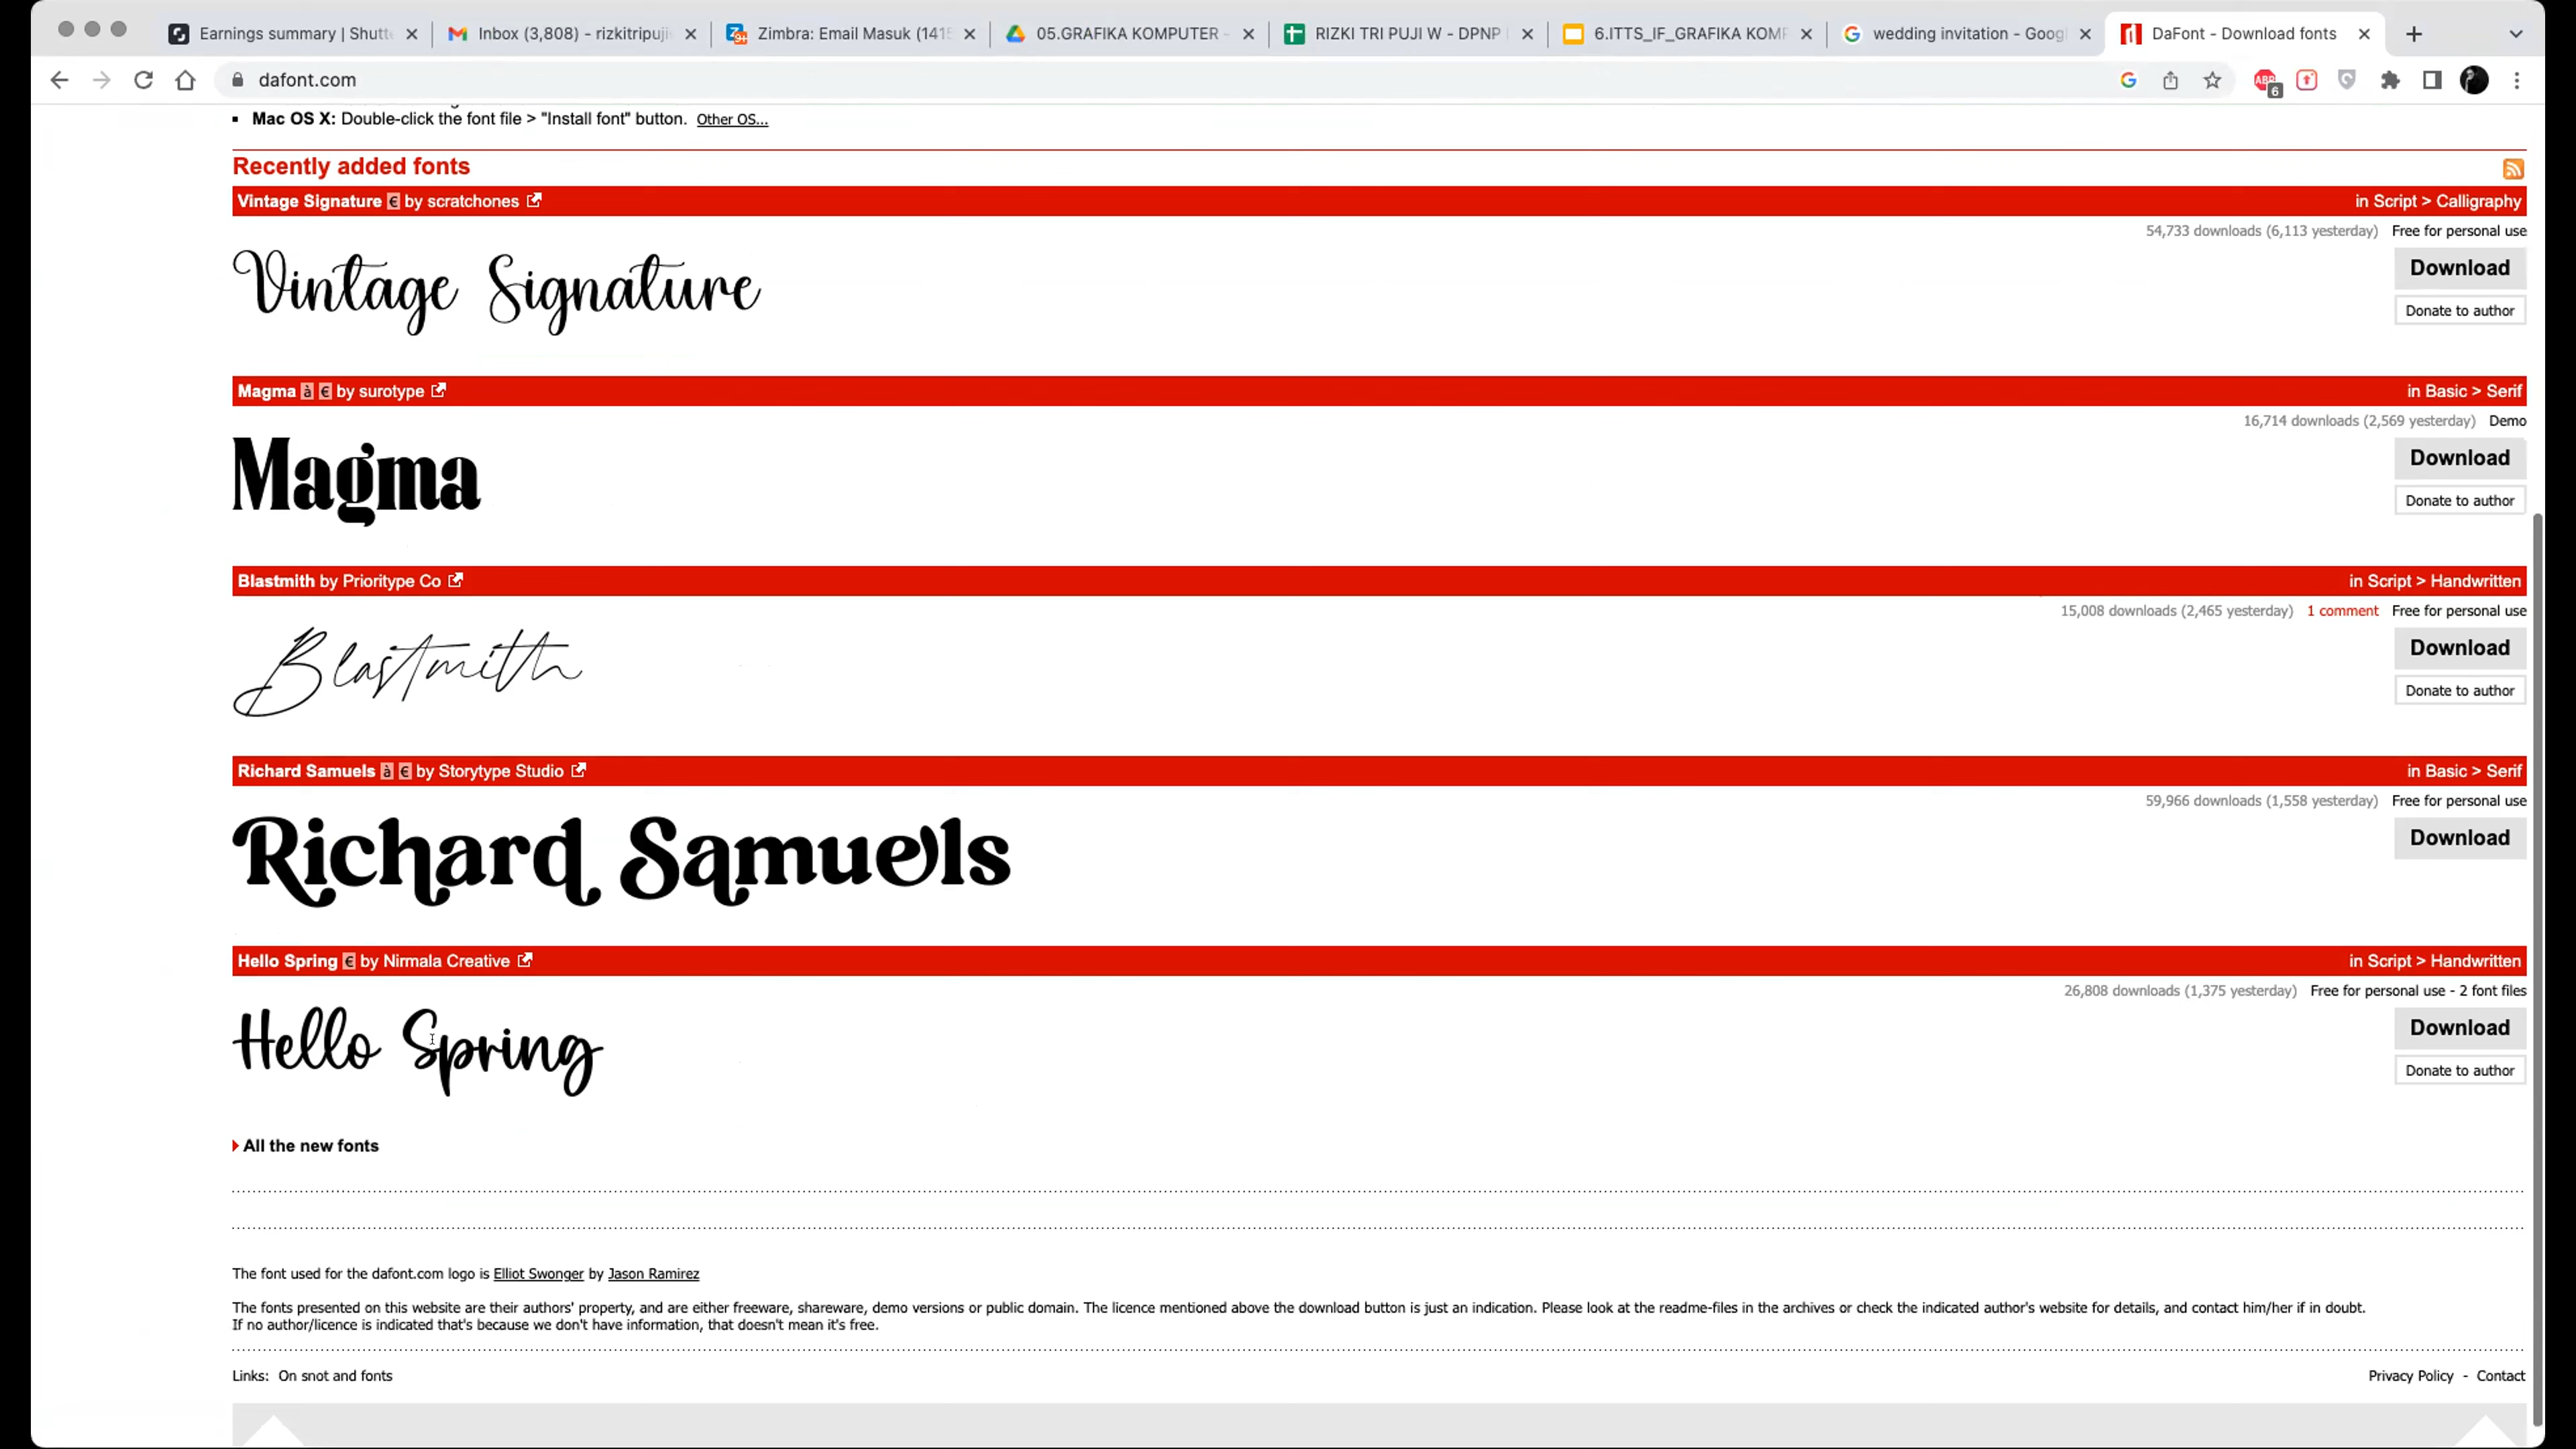 Earnings summary | Shutte
Inbox (3,808) - rizkitripuji
Zimbra: Email Masuk (1415
05.GRAFIKA KOMPUTER -
RIZKI TRI PUJI W - DPNP
6.ITTS_IF_GRAFIKA KOMP
wedding invitation - Goog
DaFont - Download fonts
dafont.com
ABP 6
Mac OS X: Double-click the font file > "Install font" button. Other OS...
Recently added fonts
Vintage Signature € by scratchones in Script > Calligraphy
54,733 downloads (6,113 yesterday) Free for personal use
Vintage Signature
Download
Donate to author
Magma à € by surotype in Basic > Serif
16,714 downloads (2,569 yesterday) Demo
Magma
Download
Donate to author
Blastmith by Prioritype Co in Script > Handwritten
15,008 downloads (2,465 yesterday) 1 comment Free for personal use
Blastmith
Download
Donate to author
Richard Samuels à € by Storytype Studio in Basic > Serif
59,966 downloads (1,558 yesterday) Free for personal use
Richard Samuels
Download
Hello Spring € by Nirmala Creative in Script > Handwritten
26,808 downloads (1,375 yesterday) Free for personal use - 2 font files
Hello Spring
Download
Donate to author
All the new fonts
The font used for the dafont.com logo is Elliot Swonger by Jason Ramirez
The fonts presented on this website are their authors' property, and are either freeware, shareware, demo versions or public domain. The licence mentioned above the download button is just an indication. Please look at the readme-files in the archives or check the indicated author's website for details, and contact him/her if in doubt.
If no author/licence is indicated that's because we don't have information, that doesn't mean it's free.
Links: On snot and fonts
Privacy Policy - Contact